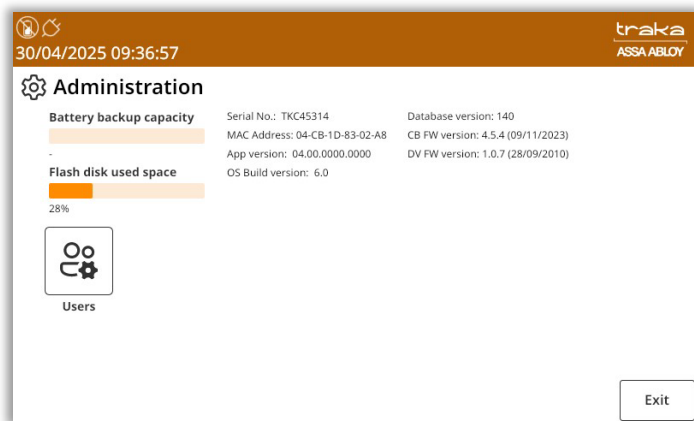 30/04/2025 09:36:57
traka
ASSA ABLOY
Administration
Battery backup capacity
-
Flash disk used space
28%
Serial No.: TKC45314
MAC Address: 04-CB-1D-83-02-A8
App version: 04.00.0000.0000
OS Build version: 6.0
Database version: 140
CB FW version: 4.5.4 (09/11/2023)
DV FW version: 1.0.7 (28/09/2010)
Users
Exit